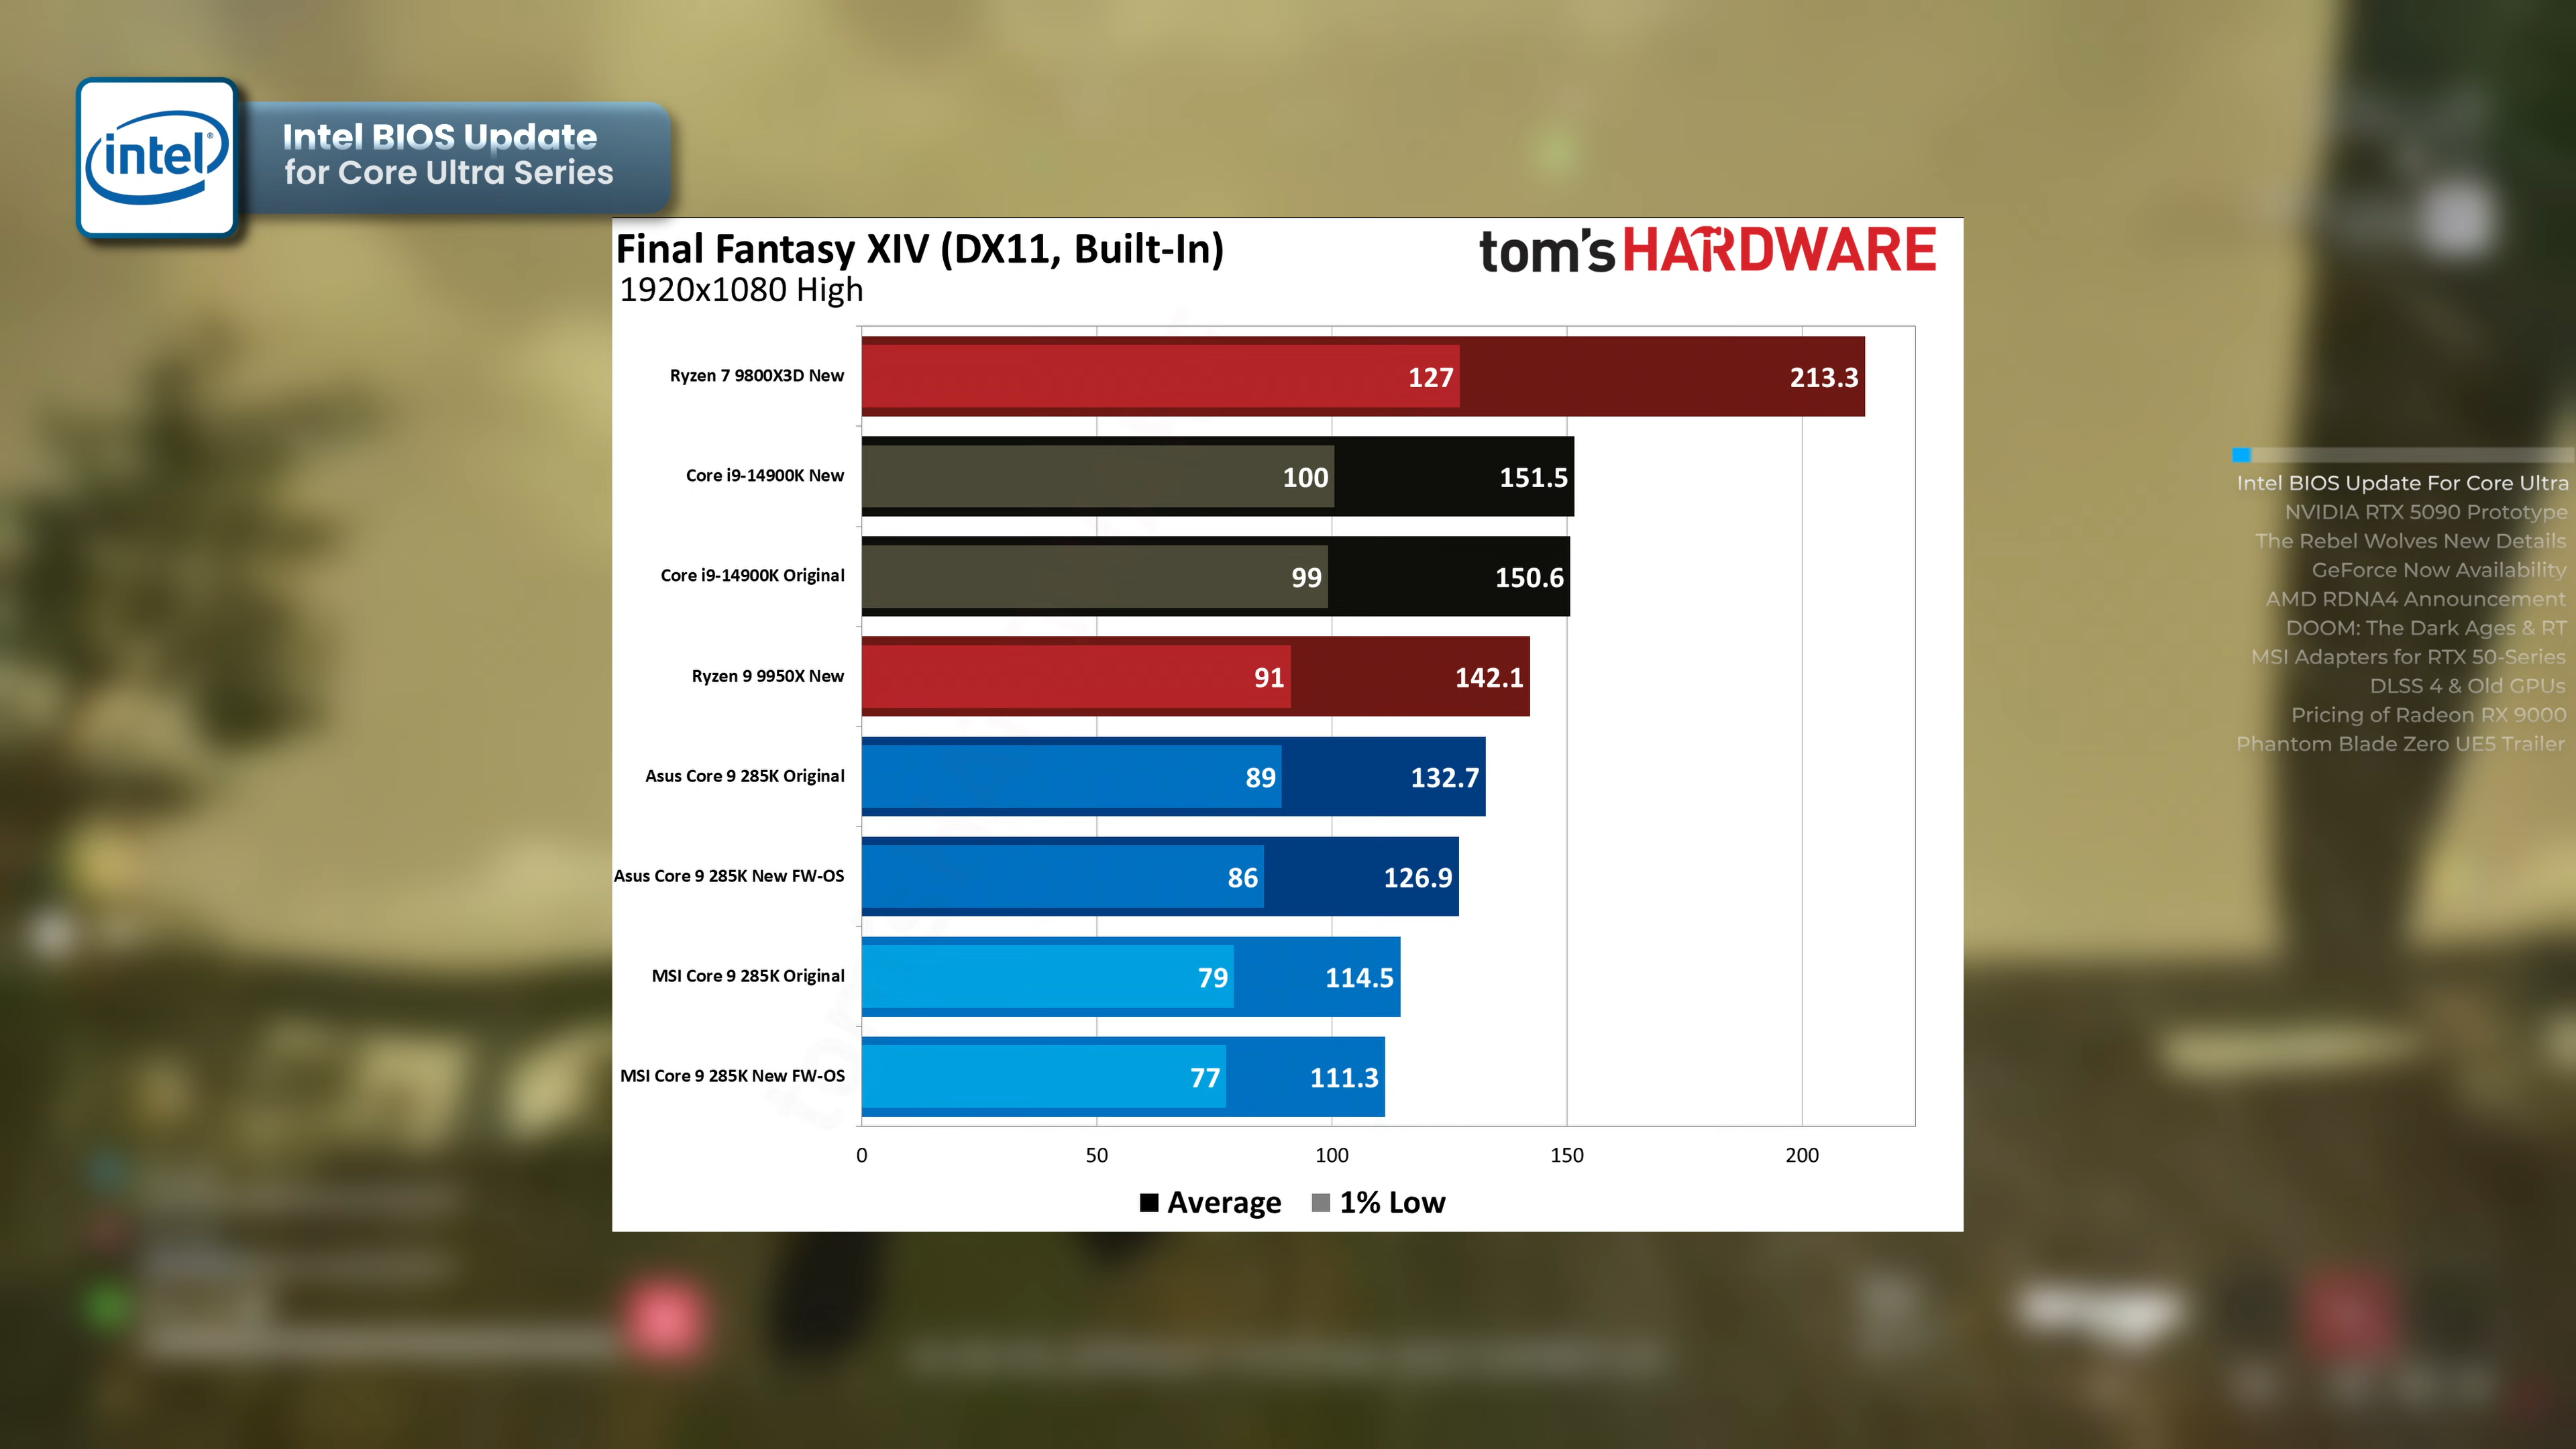 intel®
Intel BIOS Update
for Core Ultra Series
Final Fantasy XIV (DX11, Built-In)
1920x1080 High
tom's HARDWARE
Ryzen 7 9800X3D New
127
213.3
Core i9-14900K New
100
151.5
Core i9-14900K Original
99
150.6
Ryzen 9 9950X New
91
142.1
Asus Core 9 285K Original
89
132.7
Asus Core 9 285K New FW-OS
86
126.9
MSI Core 9 285K Original
79
114.5
MSI Core 9 285K New FW-OS
77
111.3
0
50
100
150
200
Average
1% Low
Intel BIOS Update For Core Ultra
NVIDIA RTX 5090 Prototype
The Rebel Wolves New Details
GeForce Now Availability
AMD RDNA4 Announcement
DOOM: The Dark Ages & RT
MSI Adapters for RTX 50-Series
DLSS 4 & Old GPUs
Pricing of Radeon RX 9000
Phantom Blade Zero UE5 Trailer